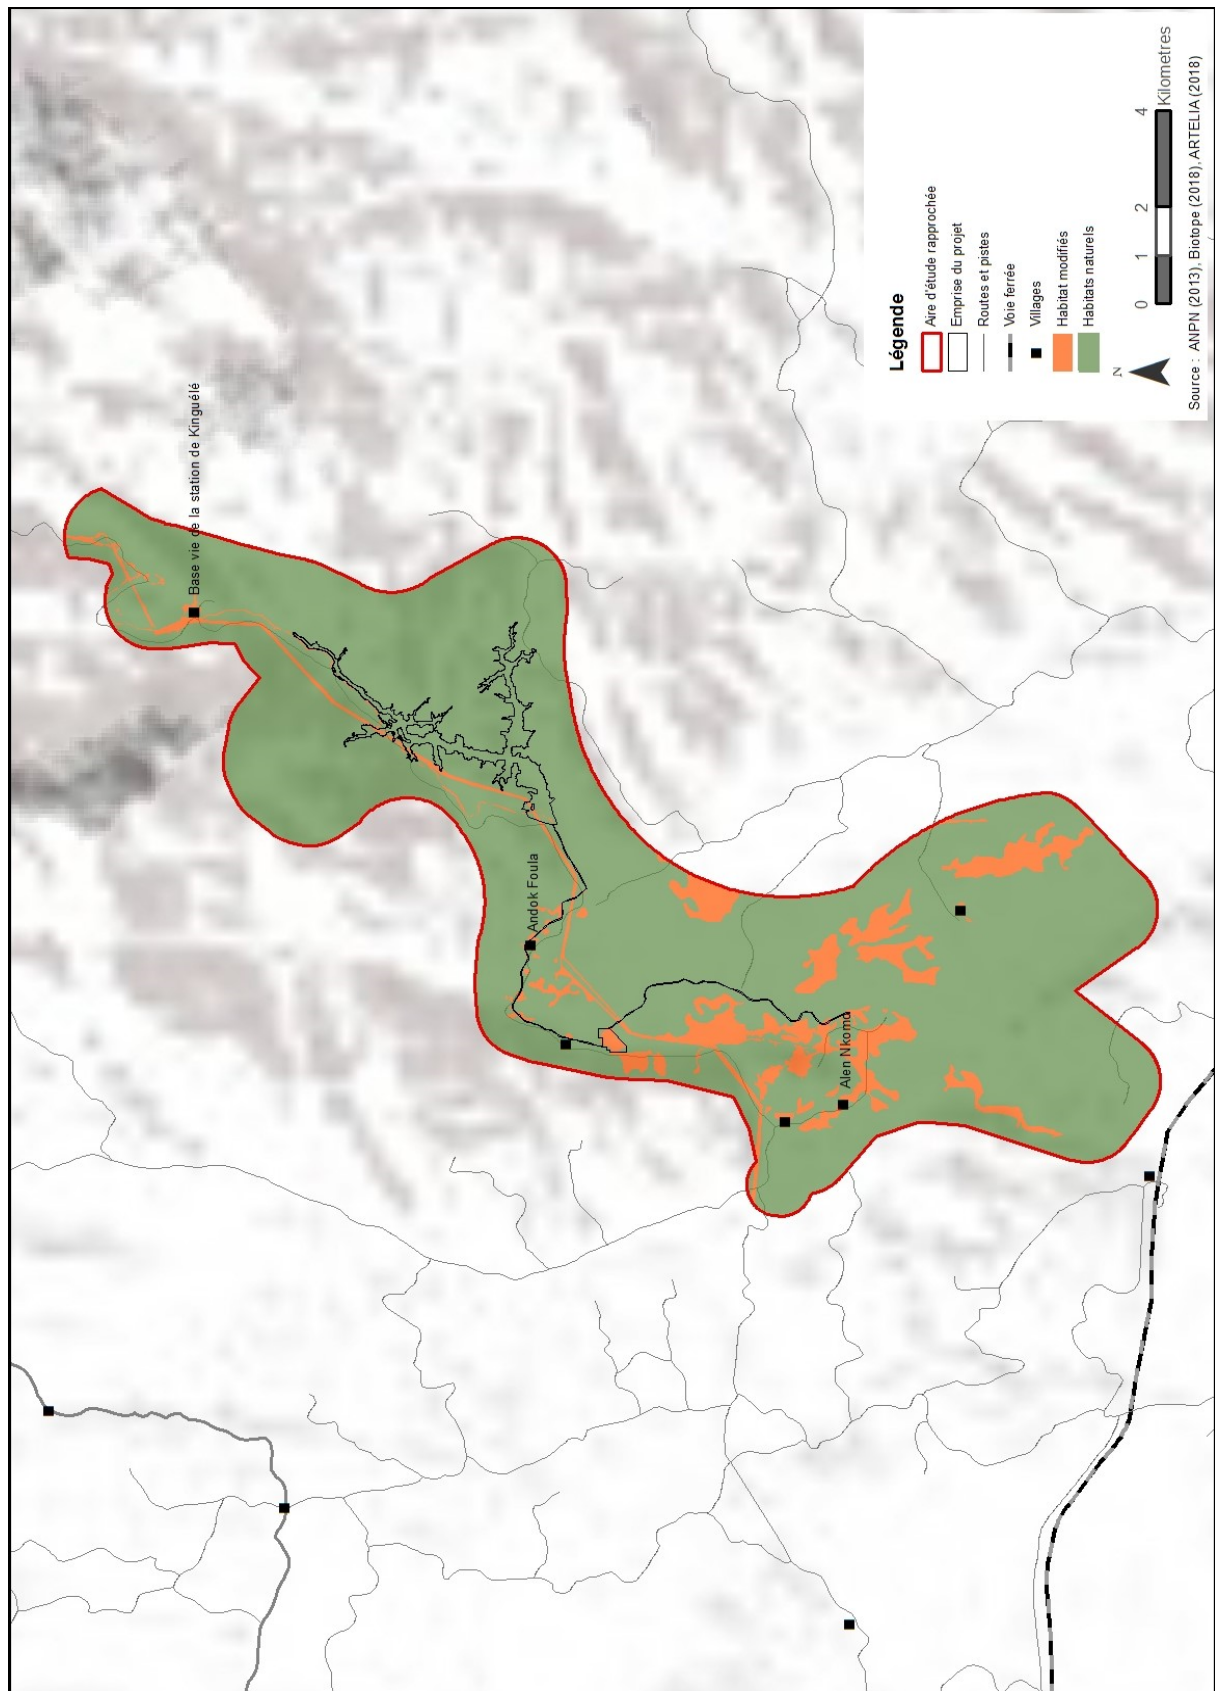 Base vie de la station de Kinguélé
Andok Foula
Alen Nkoma
Légende
Aire d'étude rapprochée
Emprise du projet
Routes et pistes
Voie ferrée
Villages
Habitat modifiés
Habitats naturels
N
0 1 2 4
Kilometres
Source : ANPN (2013), Biotope (2018), ARTELIA (2018)